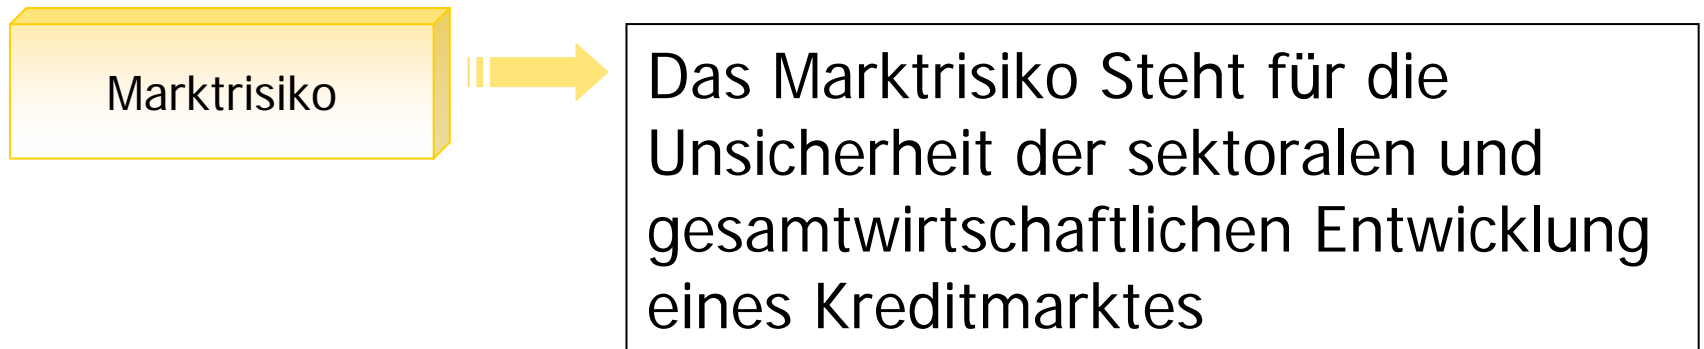 Marktrisiko
Das Marktrisiko Steht für die
Unsicherheit der sektoralen und
gesamtwirtschaftlichen Entwicklung
eines Kreditmarktes